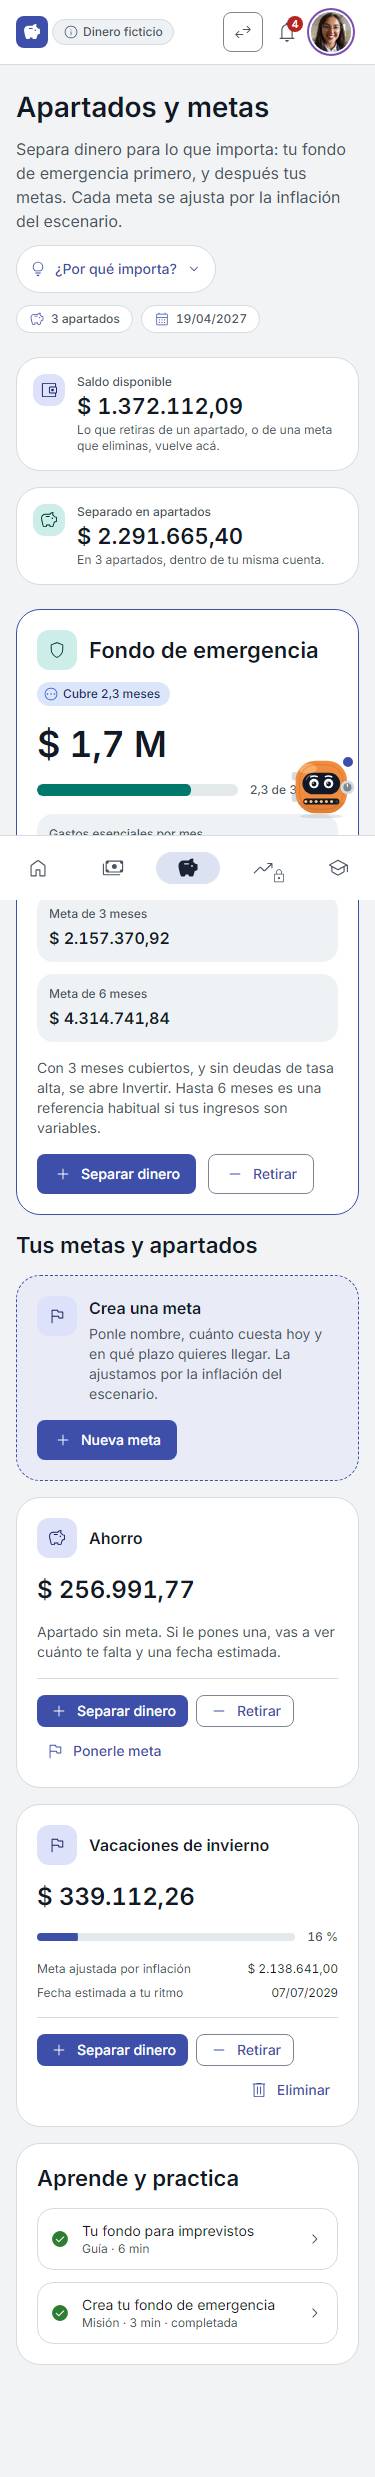 Dinero ficticio
4
Apartados y metas
Separa dinero para lo que importa: tu fondo
de emergencia primero, y después tus
metas. Cada meta se ajusta por la inflación
del escenario.
¿Por qué importa?
3 apartados
19/04/2027
Saldo disponible
$ 1.372.112,09
Lo que retiras de un apartado, o de una meta
que eliminas, vuelve acá.
Separado en apartados
$ 2.291.665,40
En 3 apartados, dentro de tu misma cuenta.
Fondo de emergencia
Cubre 2,3 meses
$ 1,7 M
2,3 de 3
Gastos esenciales por mes
Meta de 3 meses
$ 2.157.370,92
Meta de 6 meses
$ 4.314.741,84
Con 3 meses cubiertos, y sin deudas de tasa
alta, se abre Invertir. Hasta 6 meses es una
referencia habitual si tus ingresos son
variables.
Separar dinero
Retirar
Tus metas y apartados
Crea una meta
Ponle nombre, cuánto cuesta hoy y
en qué plazo quieres llegar. La
ajustamos por la inflación del
escenario.
Nueva meta
Ahorro
$ 256.991,77
Apartado sin meta. Si le pones una, vas a ver
cuánto te falta y una fecha estimada.
Separar dinero
Retirar
Ponerle meta
Vacaciones de invierno
$ 339.112,26
16 %
Meta ajustada por inflación
$ 2.138.641,00
Fecha estimada a tu ritmo
07/07/2029
Separar dinero
Retirar
Eliminar
Aprende y practica
Tu fondo para imprevistos
Guía · 6 min
Crea tu fondo de emergencia
Misión · 3 min · completada